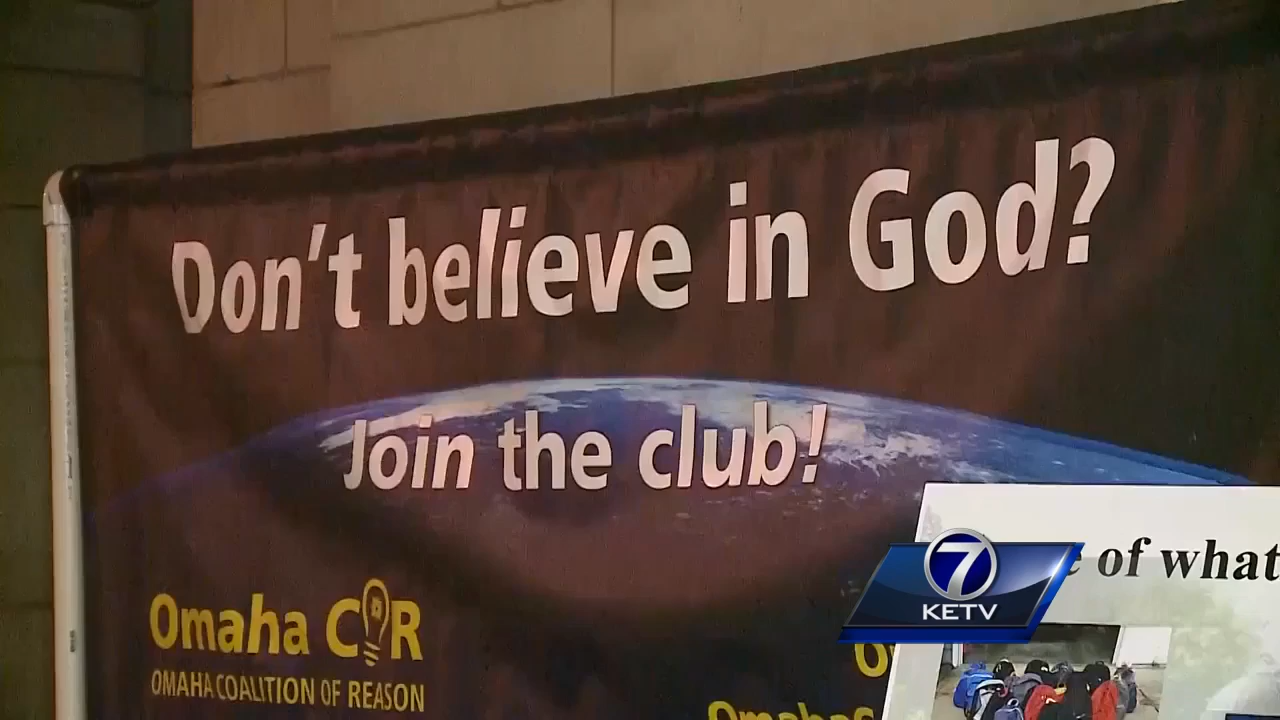 Don't believe in God?
Join the club!
Omaha CoR
OMAHA COALITION OF REASON
of what
7
KETV